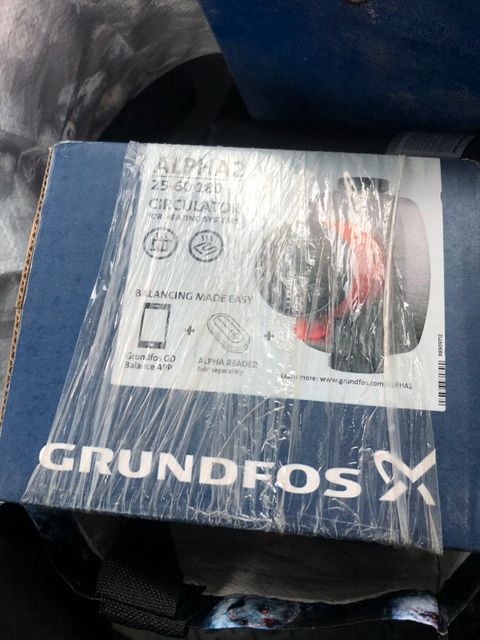 ALPHA2
25-60 180
CIRCULATOR
FOR HEATING SYSTEMS
BALANCING MADE EASY
+
+
Grundfos GO
Balance APP
ALPHA READER
Sold separately
Learn more: www.grundfos.com/ALPHA2
GRUNDFOS